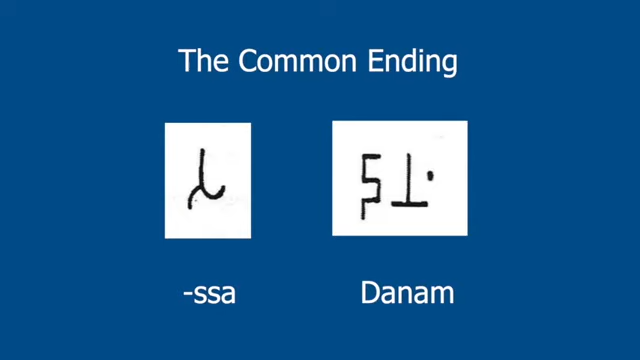 The Common Ending
𑀲 𑀤𑀸𑀦𑀁
-ssa Danam